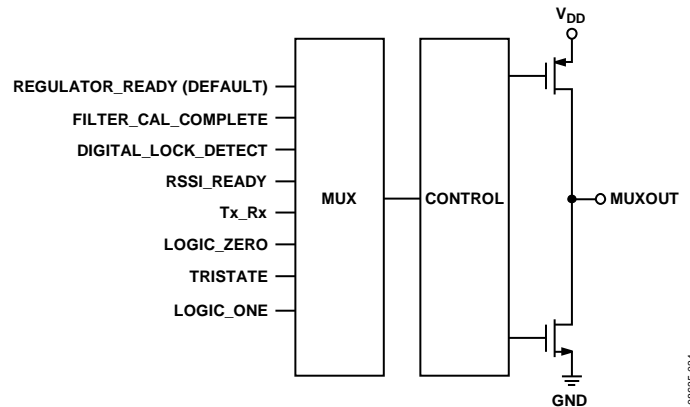 VDD
REGULATOR_READY (DEFAULT)
FILTER_CAL_COMPLETE
DIGITAL_LOCK_DETECT
RSSI_READY
Tx_Rx
LOGIC_ZERO
TRISTATE
LOGIC_ONE
MUX
CONTROL
MUXOUT
GND